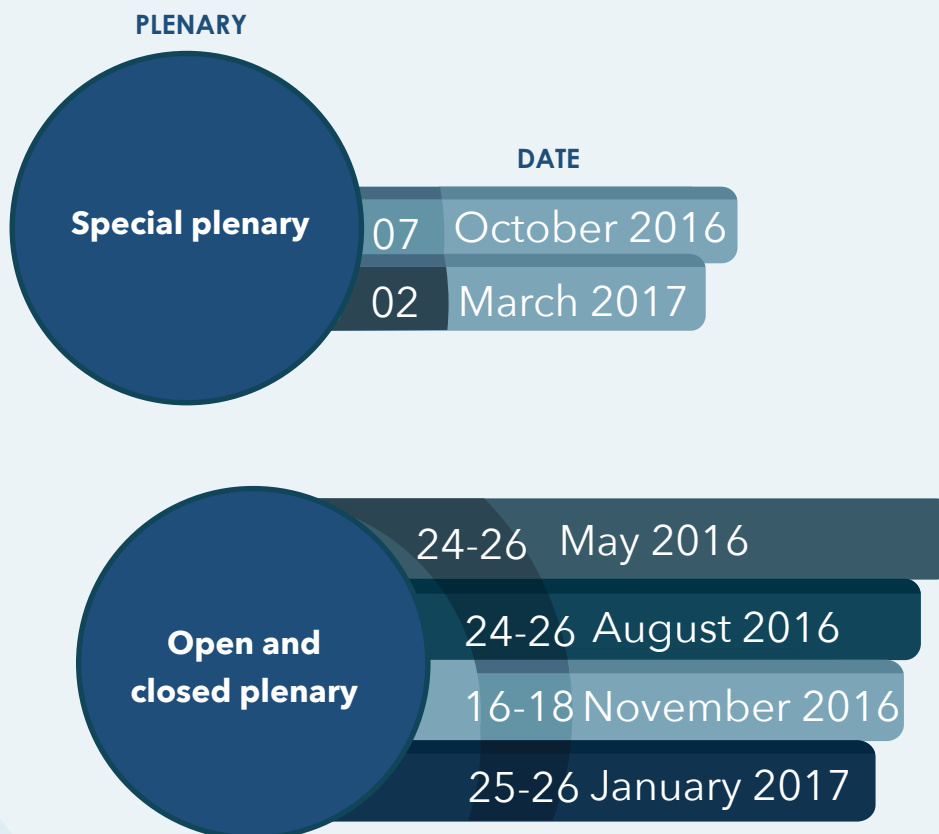 PLENARY
DATE
Special plenary
07 October 2016
02 March 2017
24-26 May 2016
24-26 August 2016
Open and
closed plenary
16-18 November 2016
25-26 January 2017